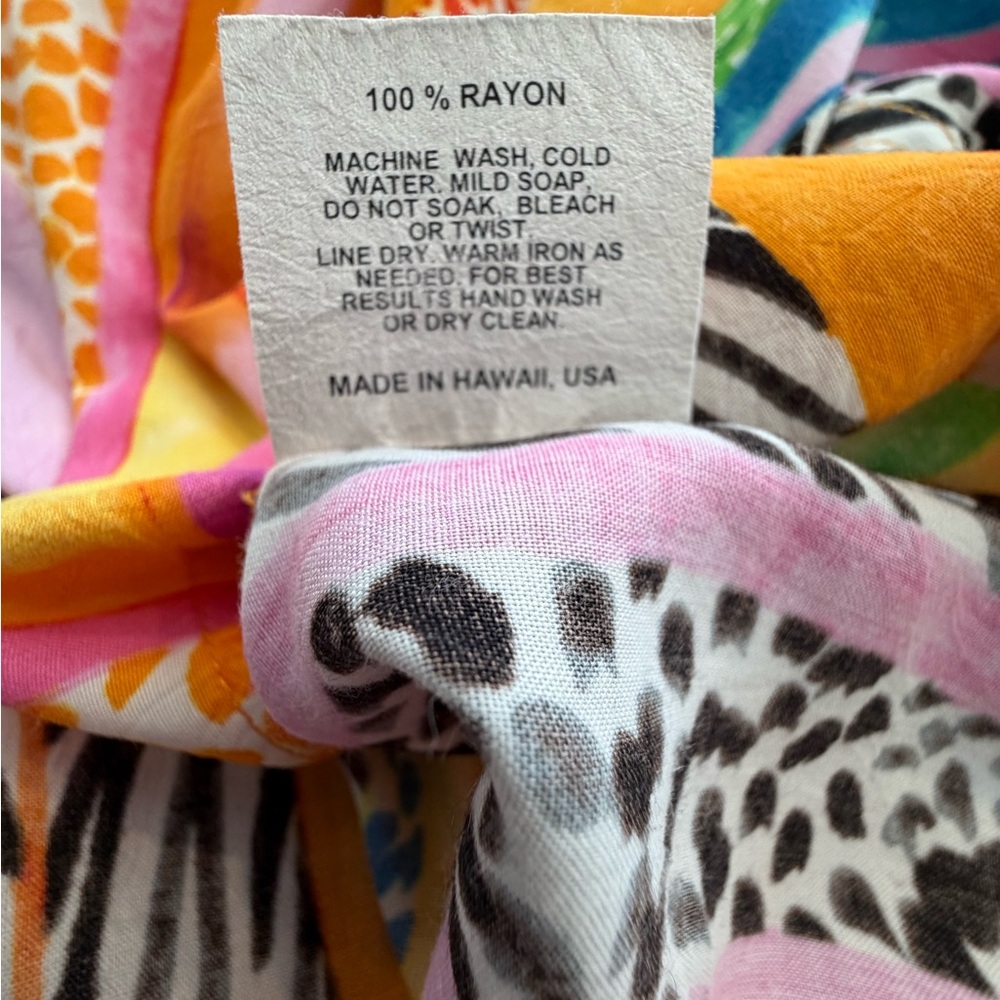 100 % RAYON
MACHINE WASH, COLD
WATER. MILD SOAP,
DO NOT SOAK, BLEACH
OR TWIST.
LINE DRY. WARM IRON AS
NEEDED. FOR BEST
RESULTS HAND WASH
OR DRY CLEAN.
MADE IN HAWAII, USA